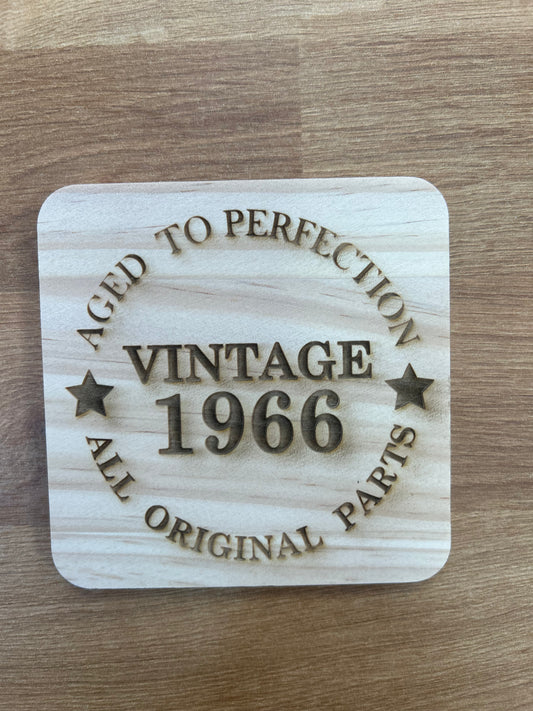 AGED TO PERFECTION
VINTAGE
1966
ALL ORIGINAL PARTS